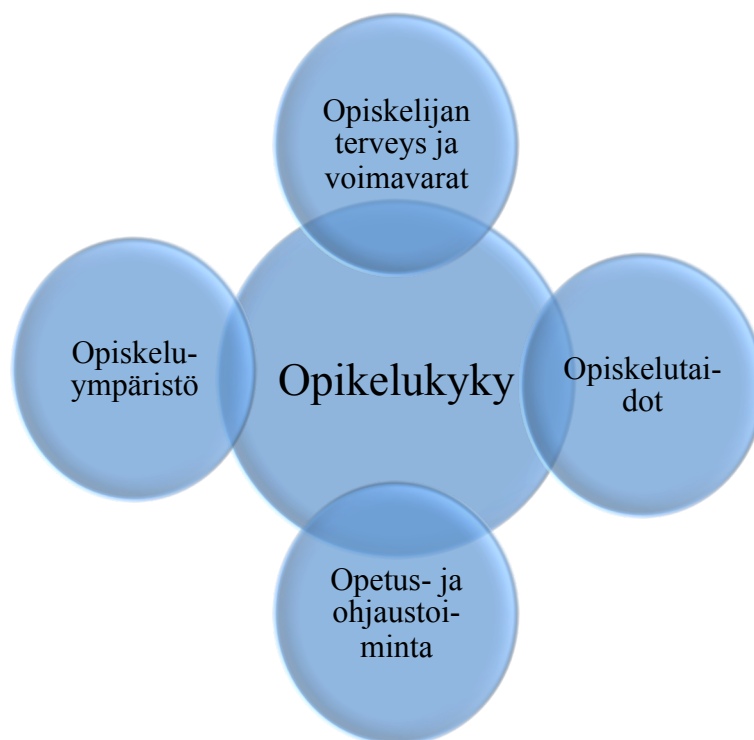 Opiskelijan
terveys ja
voimavarat
Opiskelu-
ympäristö
Opikelukyky
Opiskelutai-
dot
Opetus- ja
ohjaustoi-
minta